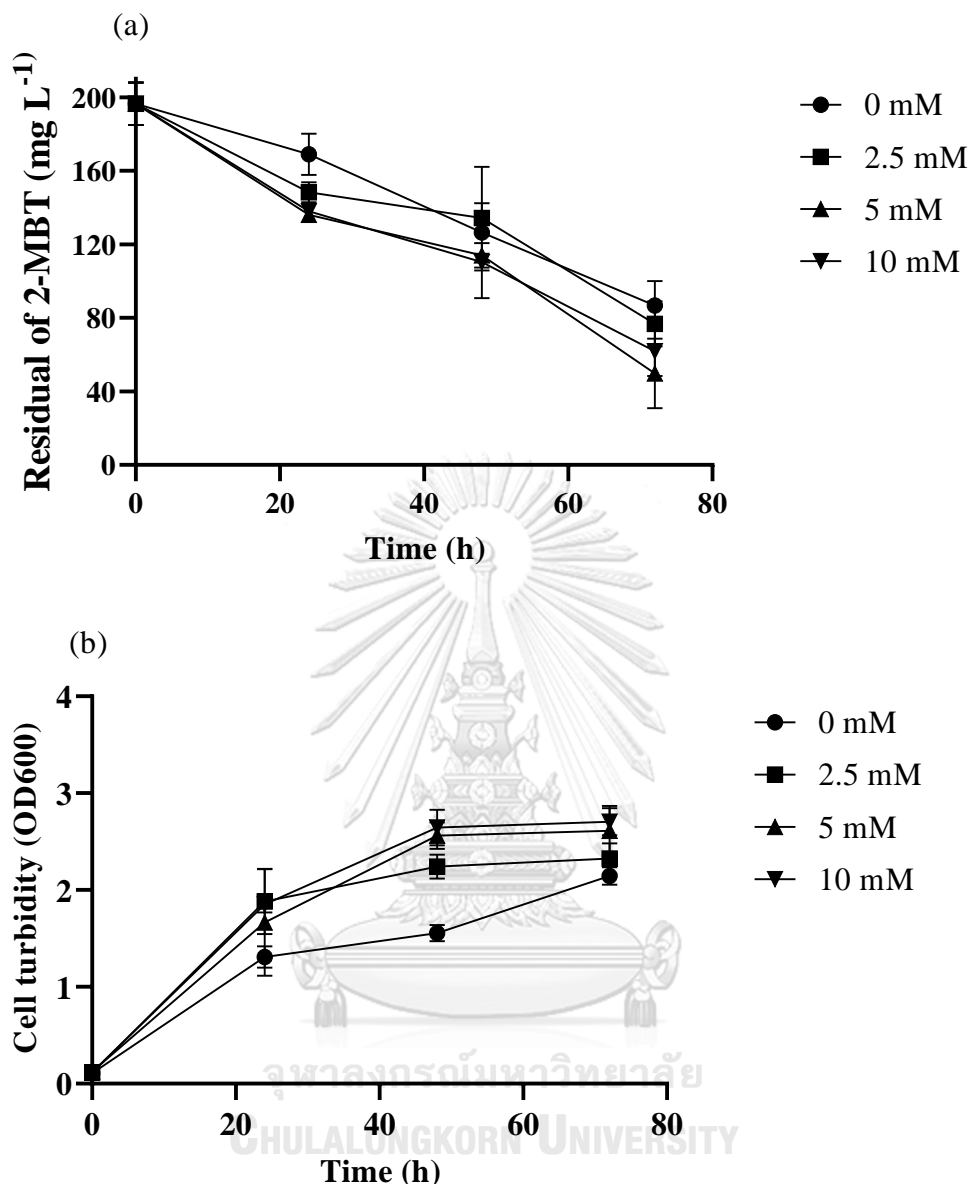 (a)
Residual of 2-MBT (mg L⁻¹)
200
160
120
80
40
0
0 20 40 60 80
Time (h)
0 mM
2.5 mM
5 mM
10 mM
(b)
Cell turbidity (OD600)
4
3
2
1
0
0 20 40 60 80
Time (h)
0 mM
2.5 mM
5 mM
10 mM
จุฬาลงกรณ์มหาวิทยาลัย
CHULALONGKORN UNIVERSITY